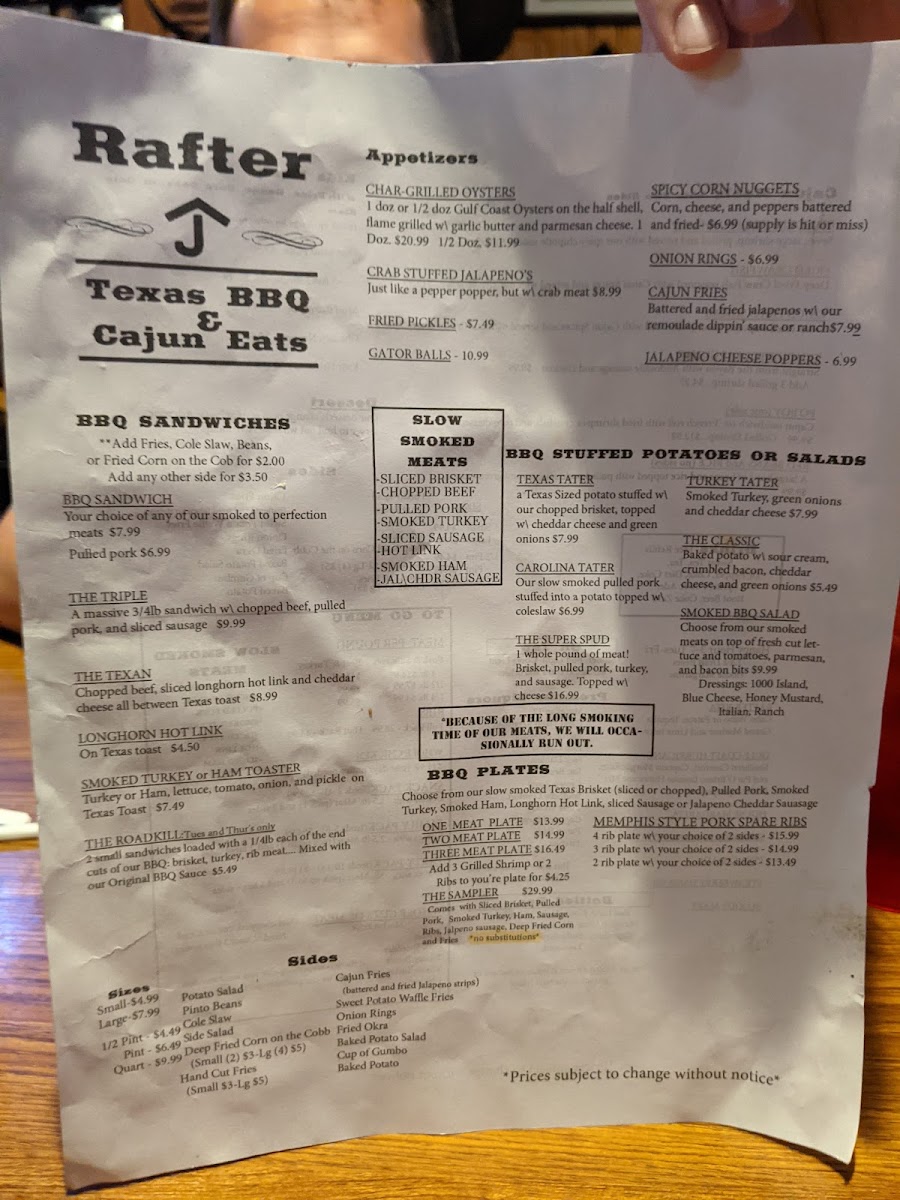 Rafter
J
Texas BBQ
&
Cajun Eats
Appetizers
CHAR-GRILLED OYSTERS
1 doz or 1/2 doz Gulf Coast Oysters on the half shell,
flame grilled w\ garlic butter and parmesan cheese. 1
Doz. $20.99 1/2 Doz. $11.99
CRAB STUFFED JALAPENO'S
Just like a pepper popper, but w\ crab meat $8.99
FRIED PICKLES - $7.49
GATOR BALLS - 10.99
SPICY CORN NUGGETS
Corn, cheese, and peppers battered
and fried- $6.99 (supply is hit or miss)
ONION RINGS - $6.99
CAJUN FRIES
Battered and fried jalapenos w\ our
remoulade dippin' sauce or ranch$7.99
JALAPENO CHEESE POPPERS - 6.99
BBQ SANDWICHES
**Add Fries, Cole Slaw, Beans,
or Fried Corn on the Cob for $2.00
Add any other side for $3.50
BBQ SANDWICH
Your choice of any of our smoked to perfection
meats $7.99
Pulled pork $6.99
THE TRIPLE
A massive 3/4lb sandwich w\ chopped beef, pulled
pork, and sliced sausage $9.99
THE TEXAN
Chopped beef, sliced longhorn hot link and cheddar
cheese all between Texas toast $8.99
LONGHORN HOT LINK
On Texas toast $4.50
SMOKED TURKEY or HAM TOASTER
Turkey or Ham, lettuce, tomato, onion, and pickle on
Texas Toast $7.49
THE ROADKILL:Tues and Thur's only
2 small sandwiches loaded with a 1/4lb each of the end
cuts of our BBQ: brisket, turkey, rib meat.... Mixed with
our Original BBQ Sauce $5.49
SLOW
SMOKED
MEATS
-SLICED BRISKET
-CHOPPED BEEF
-PULLED PORK
-SMOKED TURKEY
-SLICED SAUSAGE
-HOT LINK
-SMOKED HAM
-JAL\CHDR SAUSAGE
BBQ STUFFED POTATOES OR SALADS
TEXAS TATER
a Texas Sized potato stuffed w\
our chopped brisket, topped
w\ cheddar cheese and green
onions $7.99
CAROLINA TATER
Our slow smoked pulled pork
stuffed into a potato topped w\
coleslaw $6.99
THE SUPER SPUD
1 whole pound of meat!
Brisket, pulled pork, turkey,
and sausage. Topped w\
cheese $16.99
TURKEY TATER
Smoked Turkey, green onions
and cheddar cheese $7.99
THE CLASSIC
Baked potato w\ sour cream,
crumbled bacon, cheddar
cheese, and green onions $5.49
SMOKED BBQ SALAD
Choose from our smoked
meats on top of fresh cut let-
tuce and tomatoes, parmesan,
and bacon bits $9.99
Dressings: 1000 Island,
Blue Cheese, Honey Mustard,
Italian, Ranch
*BECAUSE OF THE LONG SMOKING
TIME OF OUR MEATS, WE WILL OCCA-
SIONALLY RUN OUT.
BBQ PLATES
Choose from our slow smoked Texas Brisket (sliced or chopped), Pulled Pork, Smoked
Turkey, Smoked Ham, Longhorn Hot Link, sliced Sausage or Jalapeno Cheddar Sauasage
ONE MEAT PLATE $13.99
TWO MEAT PLATE $14.99
THREE MEAT PLATE $16.49
Add 3 Grilled Shrimp or 2
Ribs to you're plate for $4.25
THE SAMPLER $29.99
Comes with Sliced Brisket, Pulled
Pork, Smoked Turkey, Ham, Sausage,
Ribs, Jalpeno sausage, Deep Fried Corn
and Fries *no substitutions*
MEMPHIS STYLE PORK SPARE RIBS
4 rib plate w\ your choice of 2 sides - $15.99
3 rib plate w\ your choice of 2 sides - $14.99
2 rib plate w\ your choice of 2 sides - $13.49
Sides
Sizes
Small-$4.99
Large-$7.99
1/2 Pint - $4.49
Pint - $6.49
Quart - $9.99
Potato Salad
Pinto Beans
Cole Slaw
Side Salad
Deep Fried Corn on the Cobb
(Small (2) $3-Lg (4) $5)
Hand Cut Fries
(Small $3-Lg $5)
Cajun Fries
(battered and fried Jalapeno strips)
Sweet Potato Waffle Fries
Onion Rings
Fried Okra
Baked Potato Salad
Cup of Gumbo
Baked Potato
*Prices subject to change without notice*